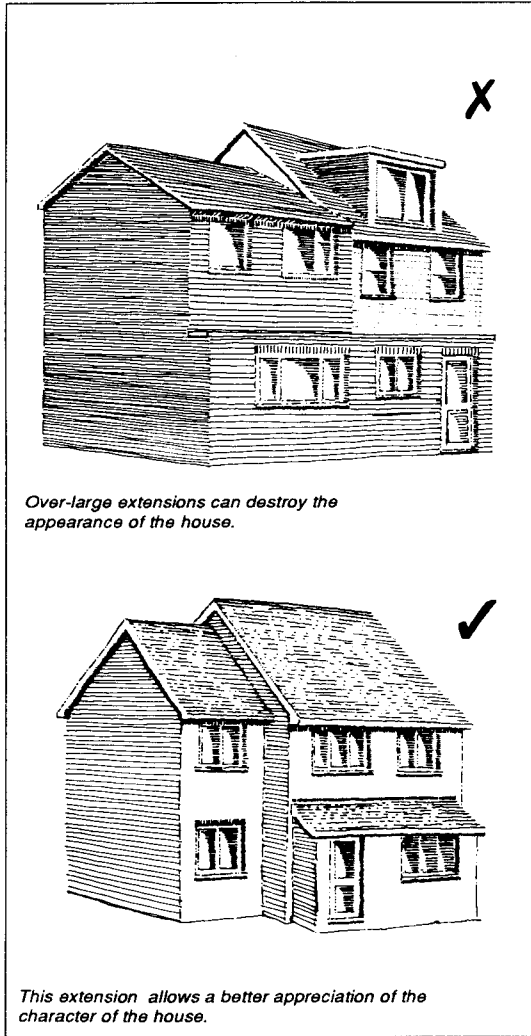 Over-large extensions can destroy the
appearance of the house.
This extension allows a better appreciation of the
character of the house.